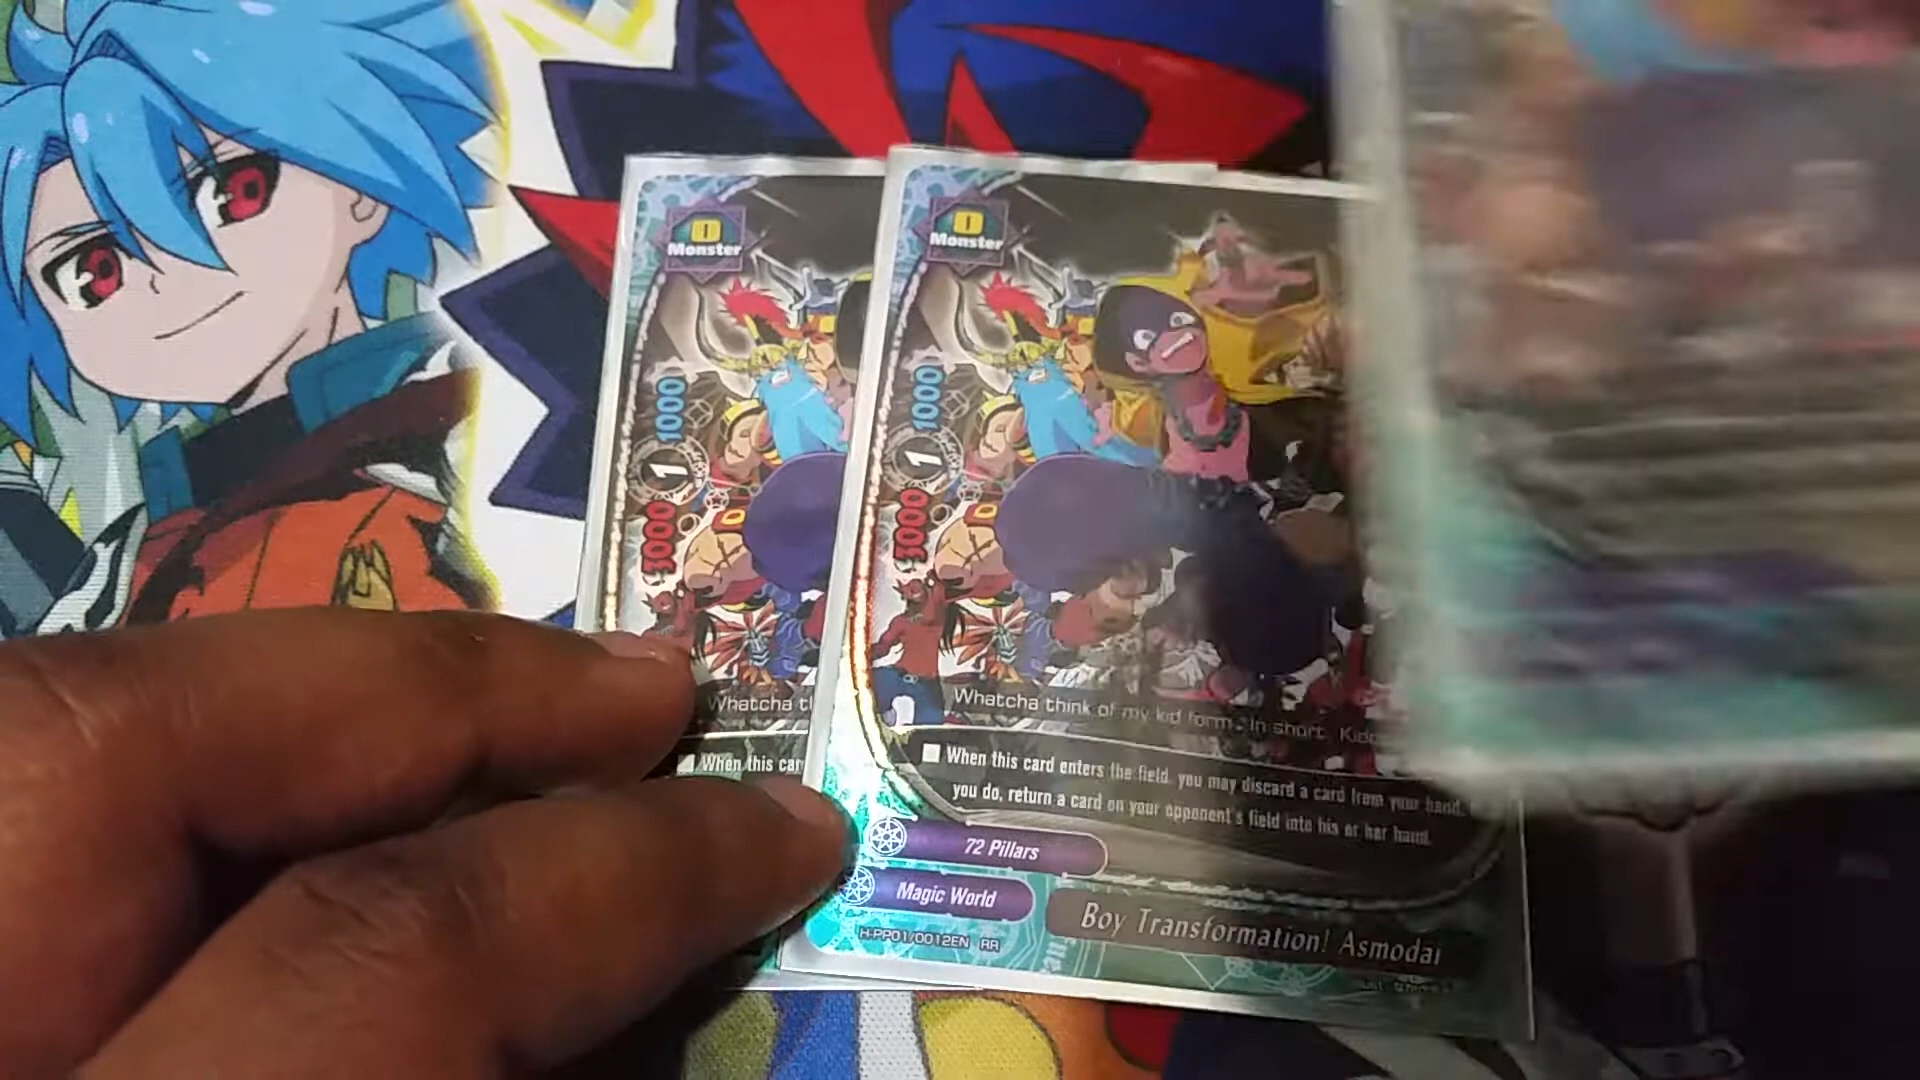 0
Monster
1000
1
3000
Whatcha
When this car
0
Monster
1000
1
3000
Whatcha think of my kid form. In short,
When this card enters the field, you may discard a card from your hand.
you do, return a card on your opponent's field into his or her hand.
72 Pillars
Magic World
Boy Transformation! Asmodai
H-PP01/0012EN RR